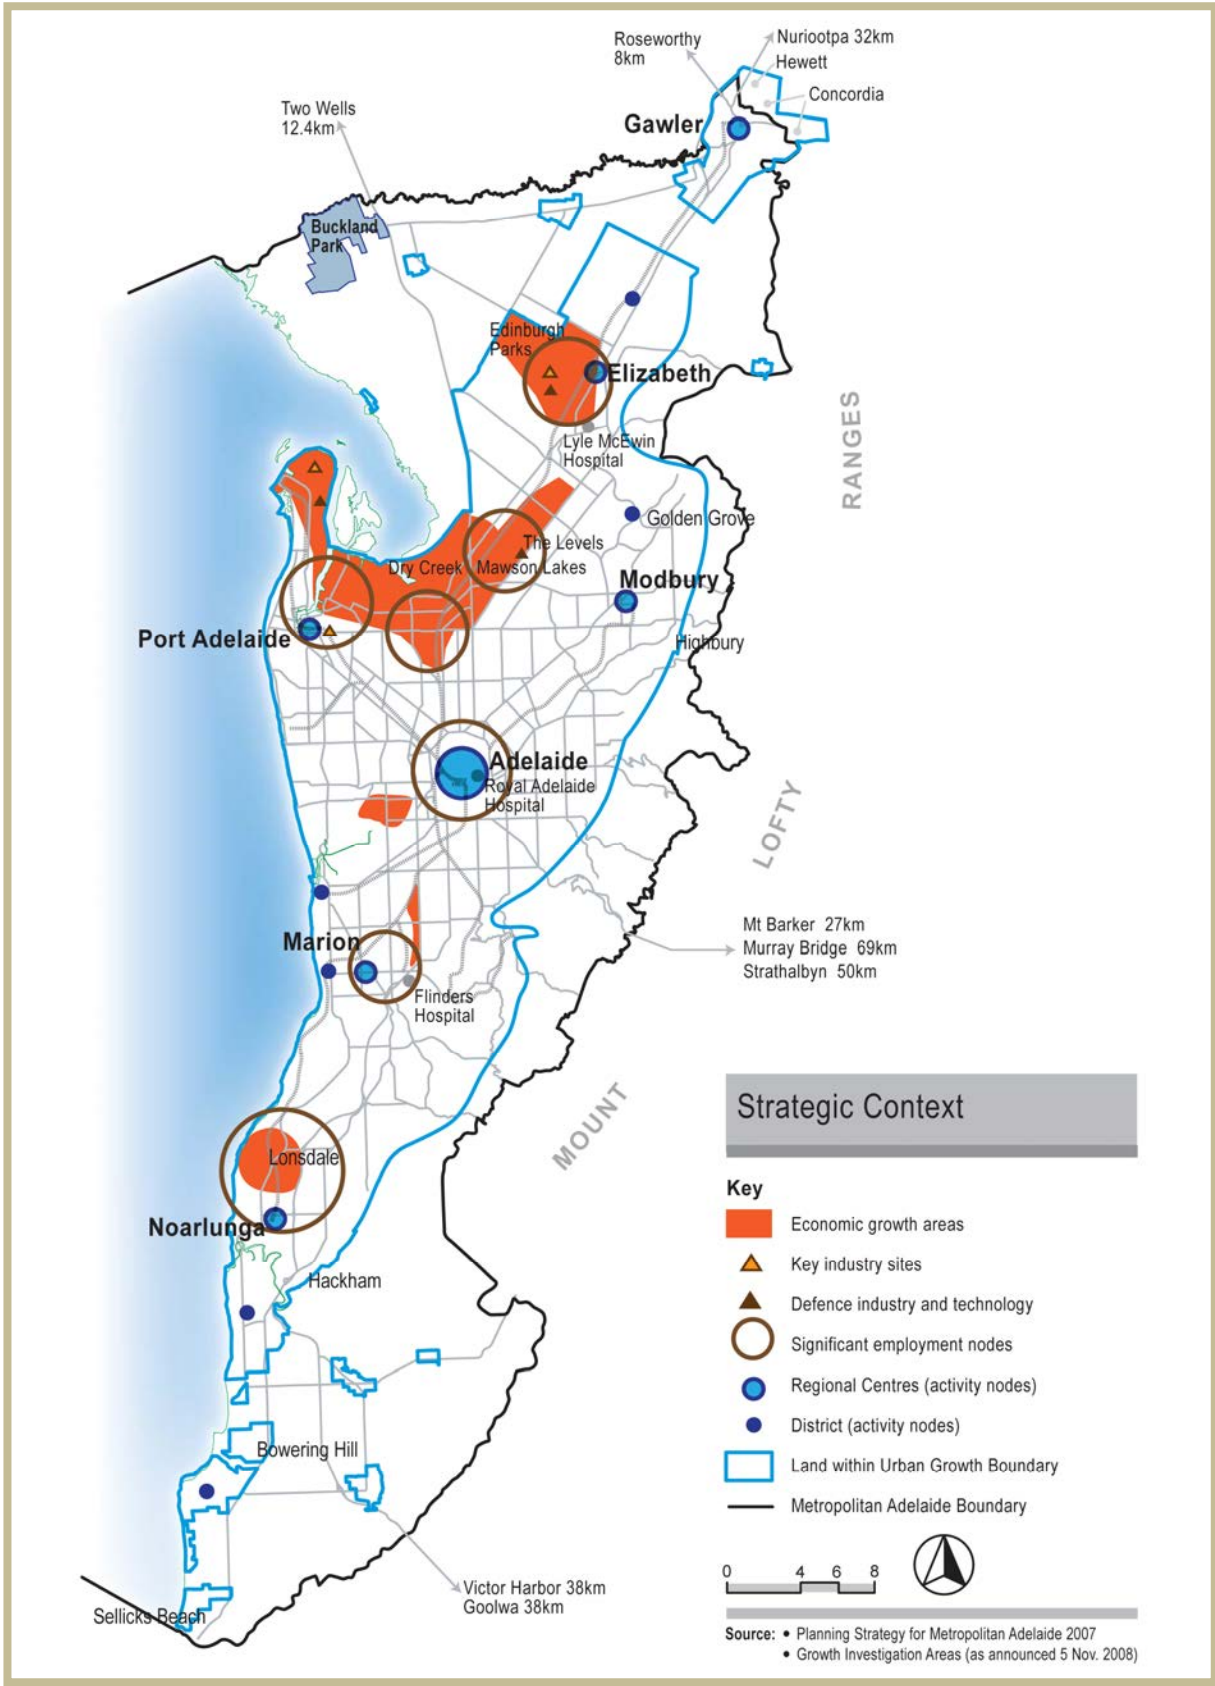 Roseworthy
8km
Nuriootpa 32km
Hewett
Concordia
Two Wells
12.4km
Gawler
Buckland
Park
Edinburgh
Parks
Elizabeth
RANGES
Lyle McEwin
Hospital
Golden Grove
The Levels
Dry Creek
Mawson Lakes
Modbury
Port Adelaide
Highbury
Adelaide
Royal Adelaide
Hospital
LOFTY
Marion
Mt Barker 27km
Murray Bridge 69km
Strathalbyn 50km
Flinders
Hospital
MOUNT
Lonsdale
Noarlunga
Hackham
Bowering Hill
Victor Harbor 38km
Goolwa 38km
Sellicks Beach
Strategic Context
Key
Economic growth areas
Key industry sites
Defence industry and technology
Significant employment nodes
Regional Centres (activity nodes)
District (activity nodes)
Land within Urban Growth Boundary
Metropolitan Adelaide Boundary
0 4 6 8
Source: • Planning Strategy for Metropolitan Adelaide 2007
• Growth Investigation Areas (as announced 5 Nov. 2008)